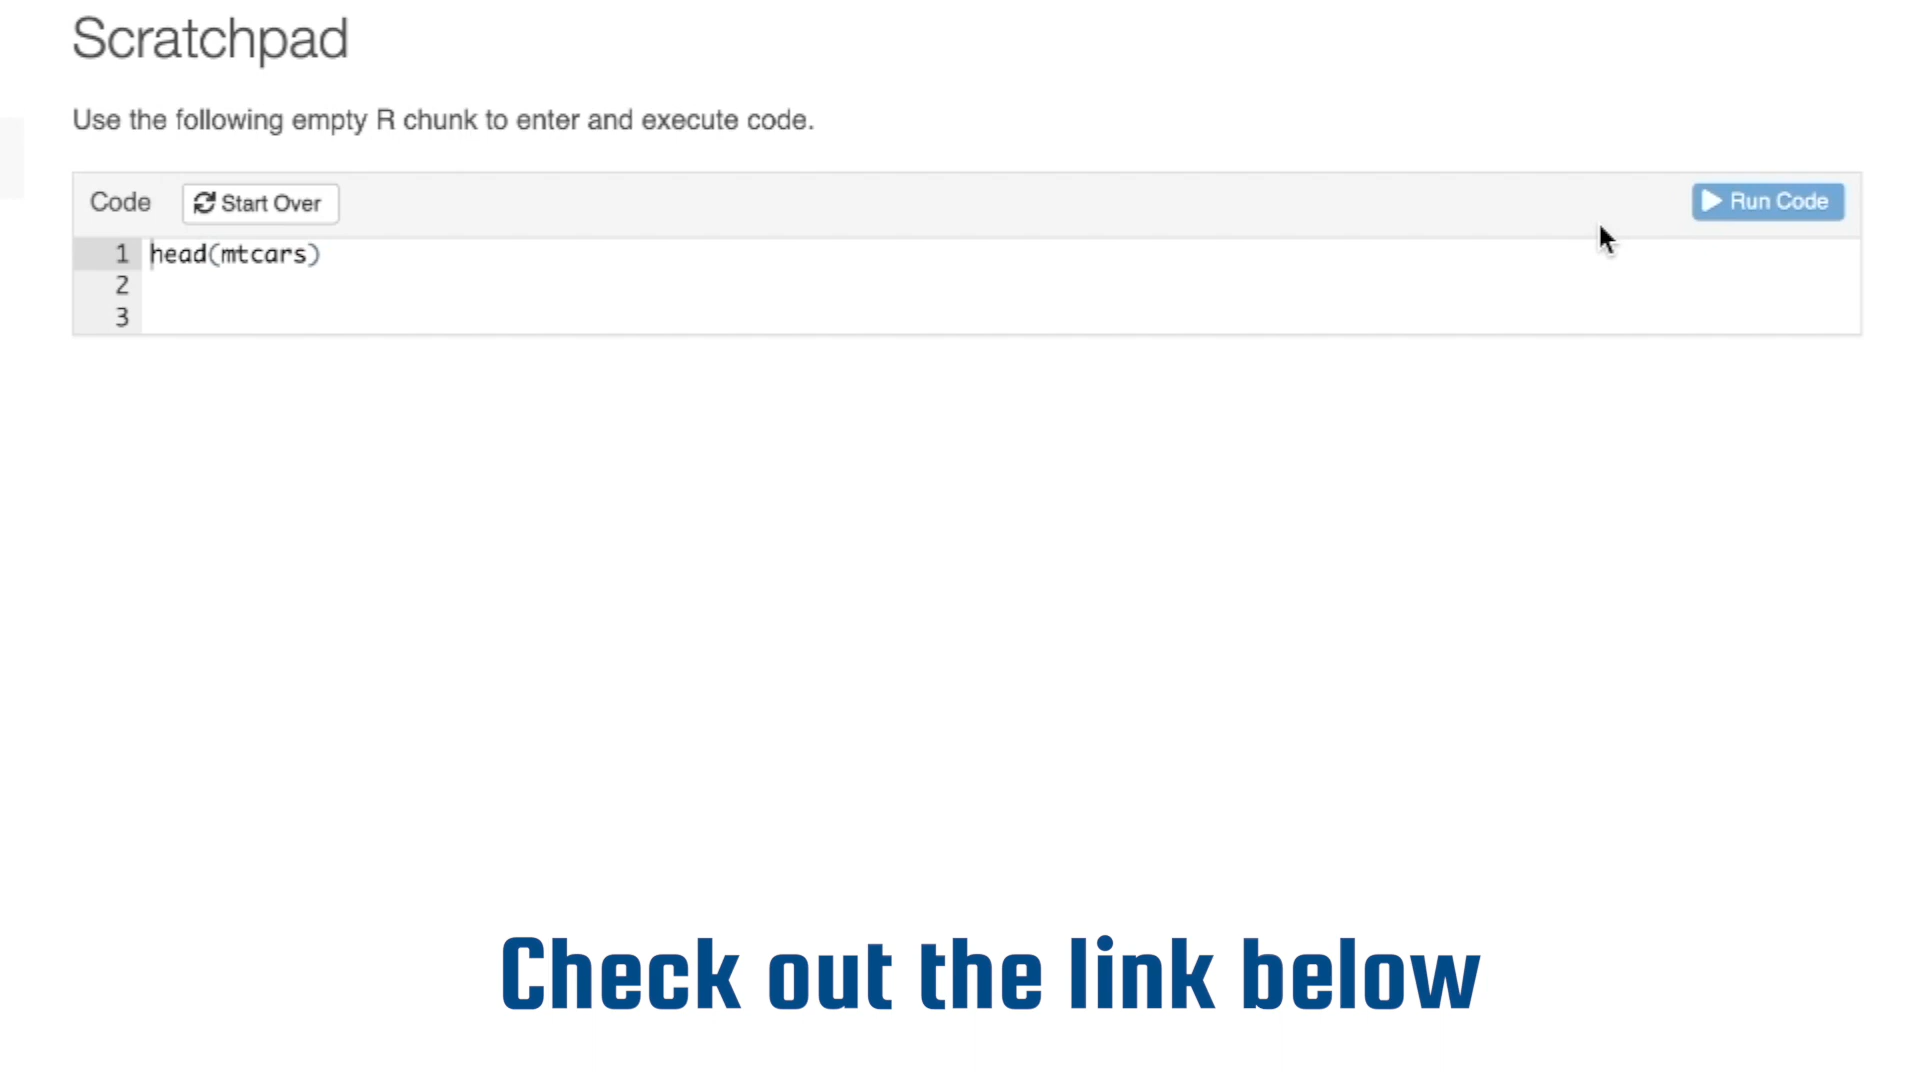 Scratchpad
Use the following empty R chunk to enter and execute code.
Code Start Over Run Code
1 head(mtcars)
2
3
Check out the link below